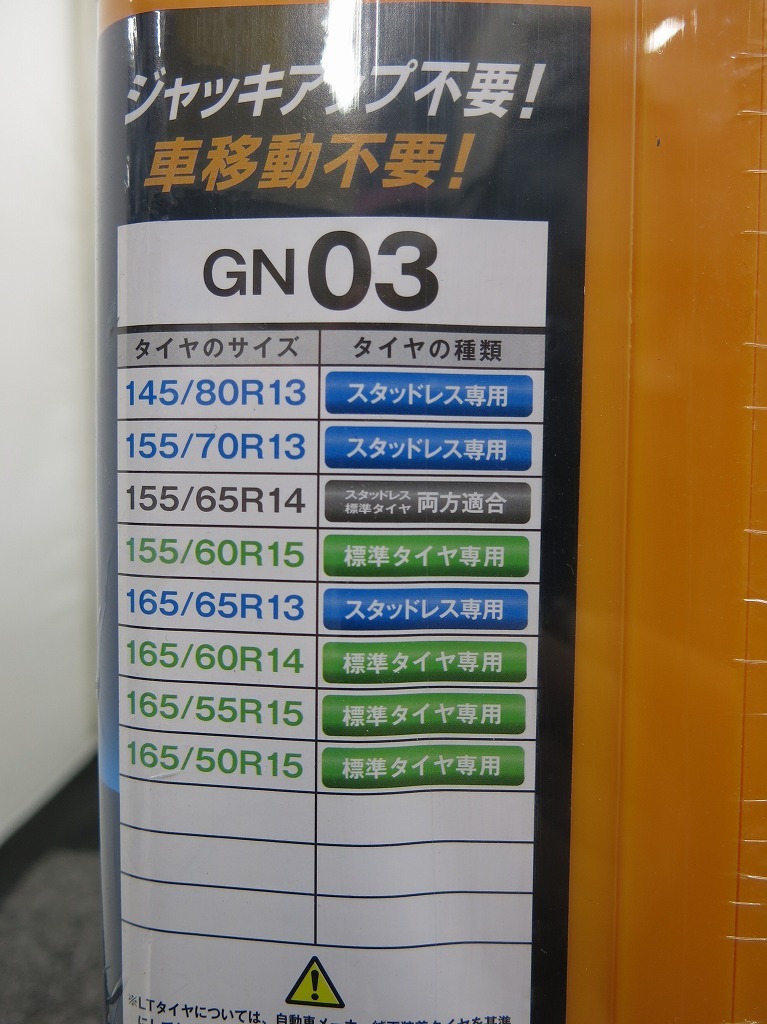 ジャッキアップ不要!
車移動不要!
GN03
タイヤのサイズ タイヤの種類
145/80R13 スタッドレス専用
155/70R13 スタッドレス専用
155/65R14 スタッドレス 標準タイヤ 両方適合
155/60R15 標準タイヤ専用
165/65R13 スタッドレス専用
165/60R14 標準タイヤ専用
165/55R15 標準タイヤ専用
165/50R15 標準タイヤ専用
※LTタイヤについては、自動車メーカー